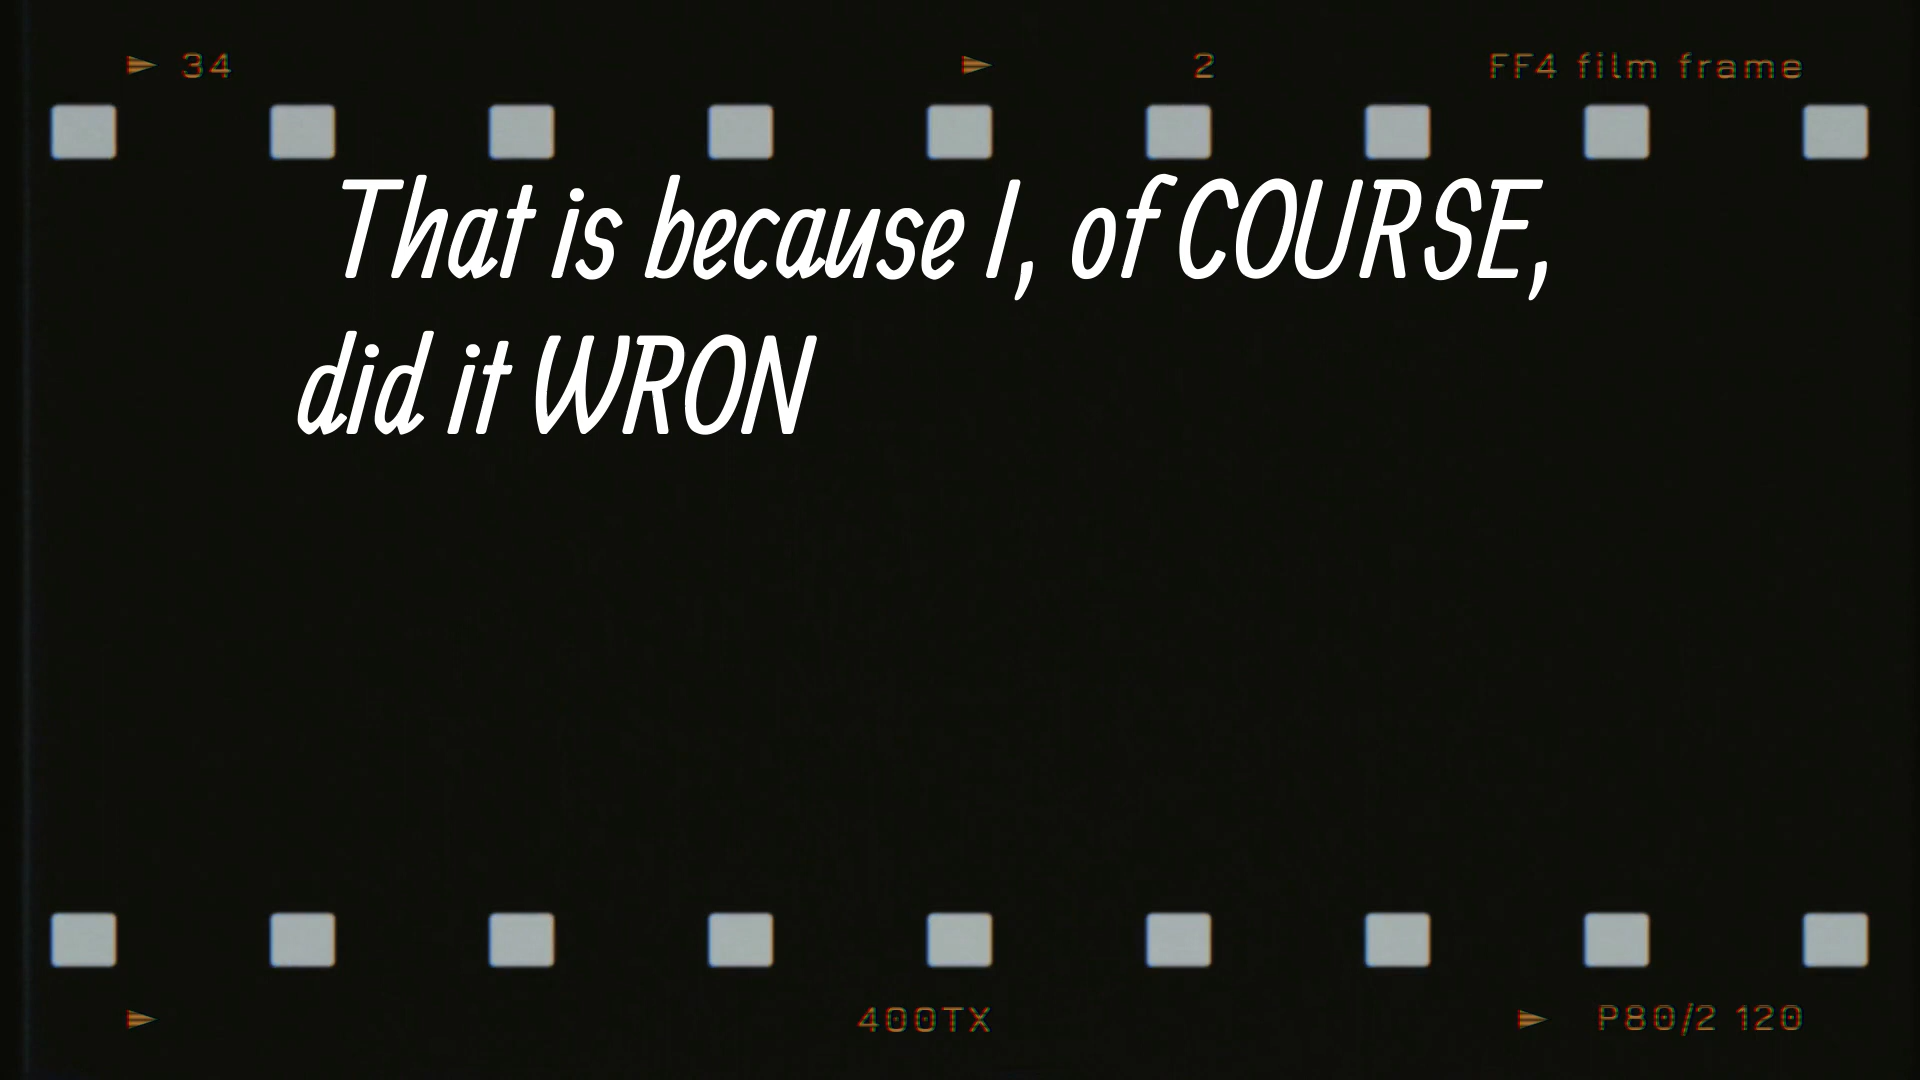 34 2 FF4 film frame
That is because I, of COURSE,
did it WRON
400TX P80/2 120